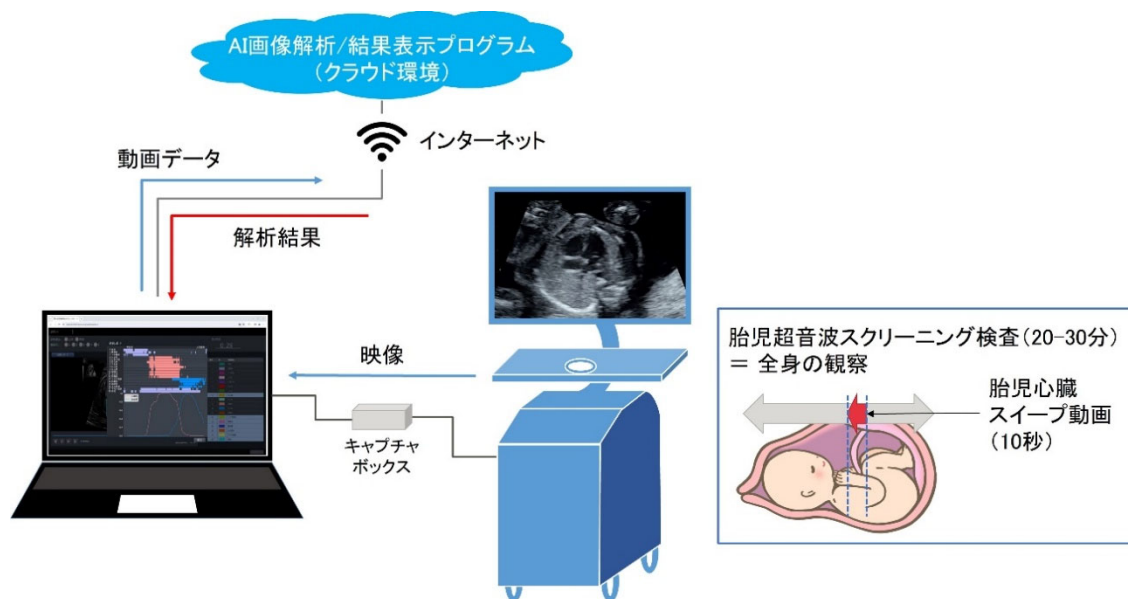 AI画像解析/結果表示プログラム
(クラウド環境)
インターネット
動画データ
解析結果
映像
キャプチャ
ボックス
胎児超音波スクリーニング検査(20-30分)
= 全身の観察
胎児心臓
スイープ動画
(10秒)